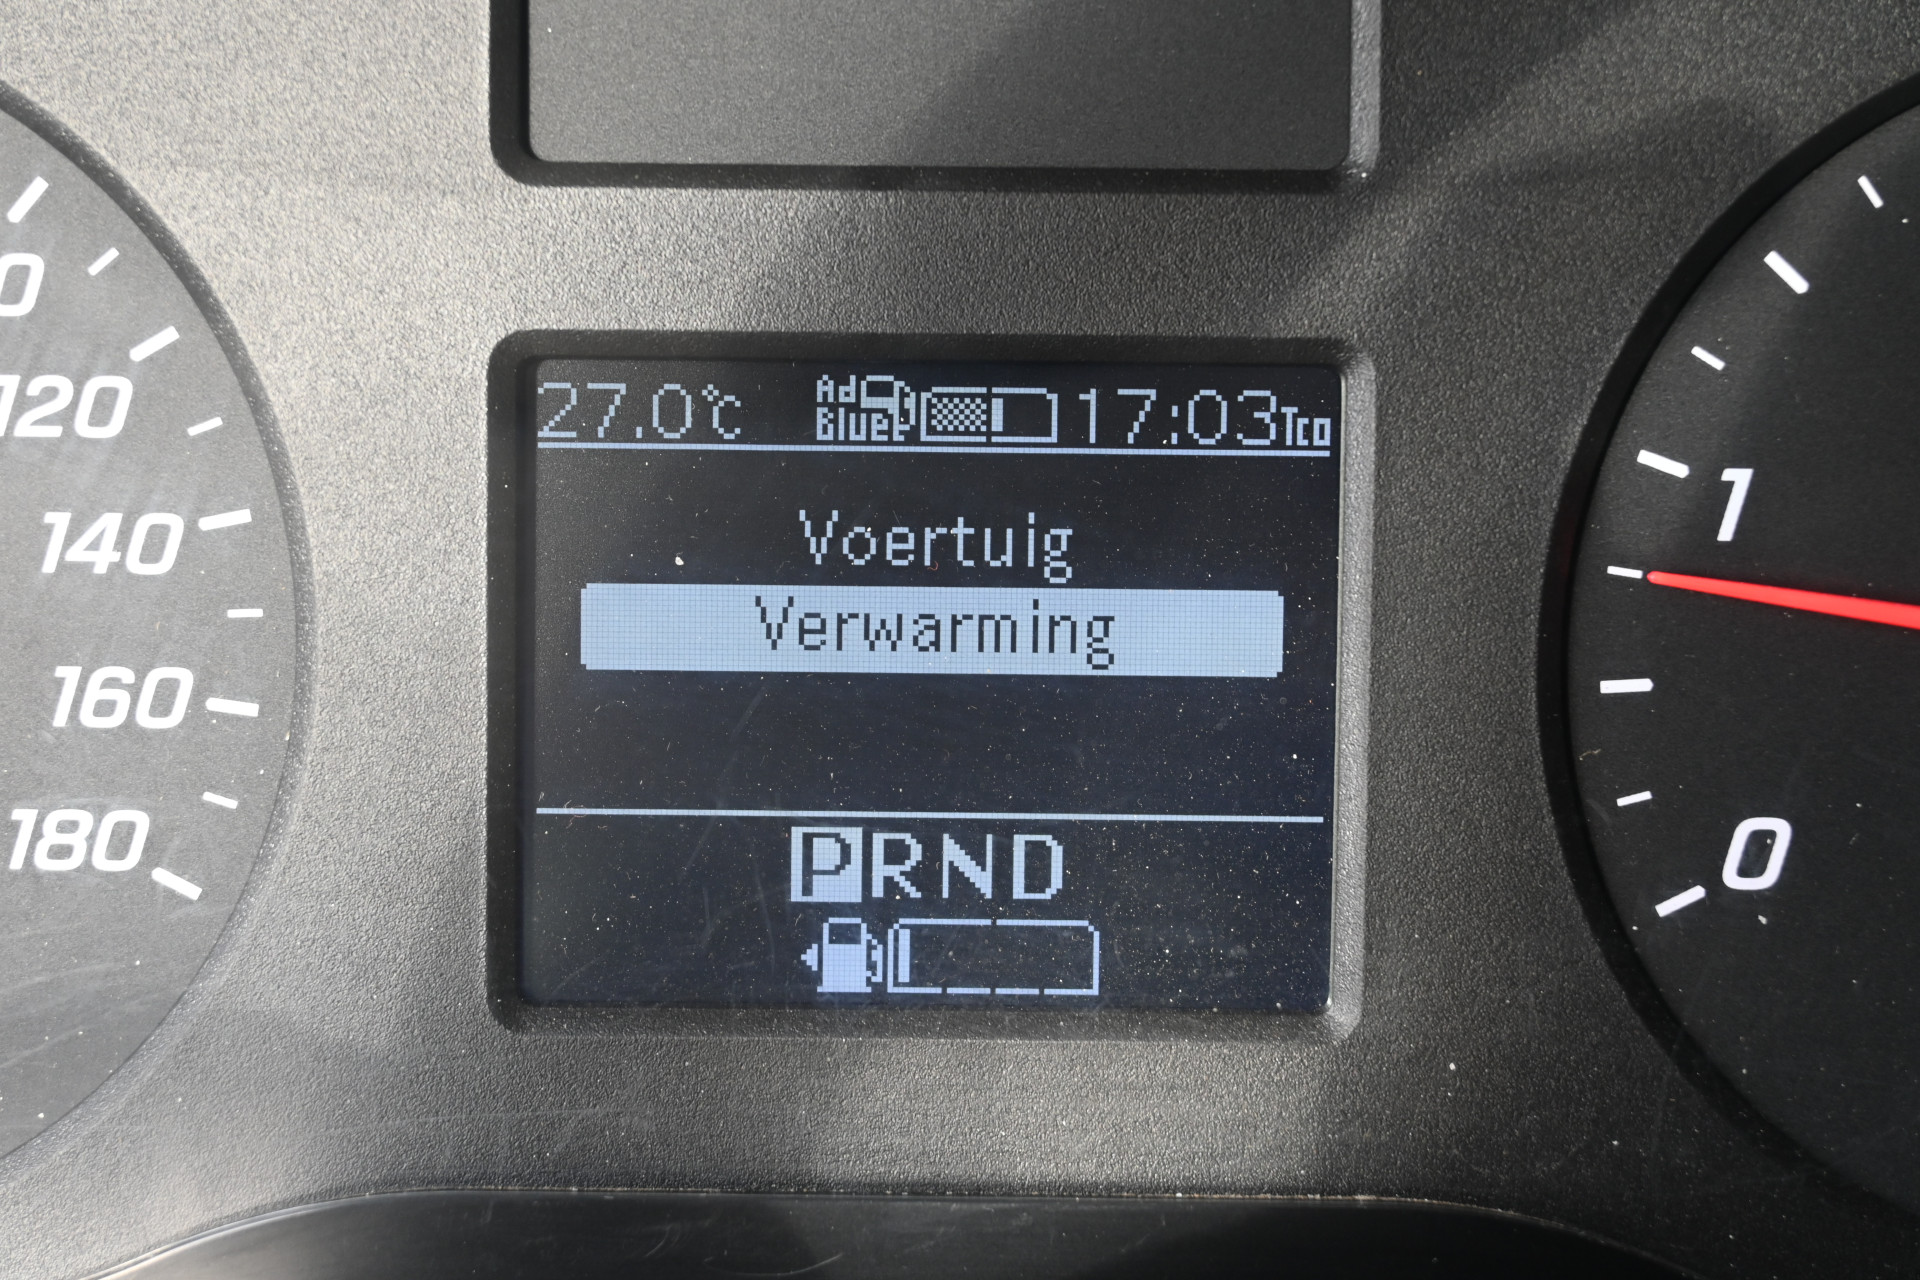 27.0°C Ad Blue 17:03 Tco
Voertuig
Verwarming
PRND
120
140
160
180
1
0